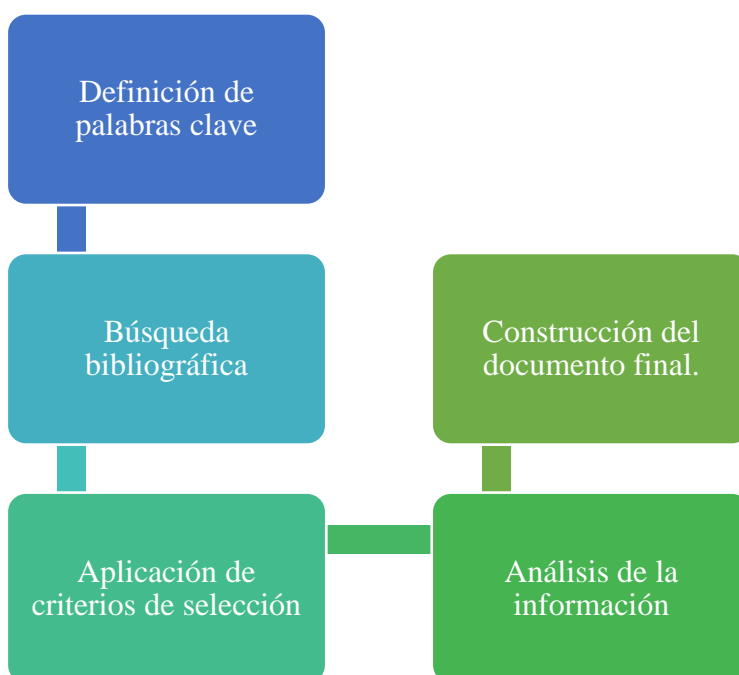 Definición de
palabras clave
Búsqueda
bibliográfica
Aplicación de
criterios de selección
Análisis de la
información
Construcción del
documento final.